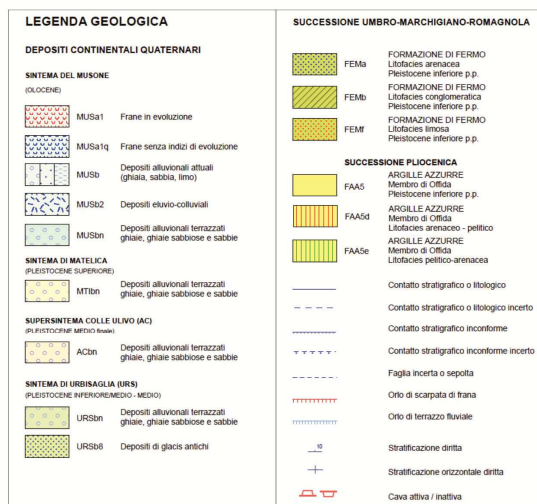 LEGENDA GEOLOGICA
DEPOSITI CONTINENTALI QUATERNARI
SINTEMA DEL MUSONE
(OLOCENE)
MUSa1 Frane in evoluzione
MUSa1q Frane senza indizi di evoluzione
MUSb Depositi alluvionali attuali
(ghiaia, sabbia, limo)
MUSb2 Depositi eluvio-colluviali
MUSbn Depositi alluvionali terrazzati
ghiaie, ghiaie sabbiose e sabbie
SINTEMA DI MATELICA
(PLEISTOCENE SUPERIORE)
MTIbn Depositi alluvionali terrazzati
ghiaie, ghiaie sabbiose e sabbie
SUPERSINTEMA COLLE ULIVO (AC)
(PLEISTOCENE MEDIO finale)
ACbn Depositi alluvionali terrazzati
ghiaie, ghiaie sabbiose e sabbie
SINTEMA DI URBISAGLIA (URS)
(PLEISTOCENE INFERIORE/MEDIO - MEDIO)
URSbn Depositi alluvionali terrazzati
ghiaie, ghiaie sabbiose e sabbie
URSb8 Depositi di glacis antichi
SUCCESSIONE UMBRO-MARCHIGIANO-ROMAGNOLA
FORMAZIONE DI FERMO
FEMa Litofacies arenacea
Pleistocene inferiore p.p.
FORMAZIONE DI FERMO
FEMb Litofacies conglomeratica
Pleistocene inferiore p.p.
FORMAZIONE DI FERMO
FEMf Litofacies limosa
Pleistocene inferiore p.p.
SUCCESSIONE PLIOCENICA
ARGILLE AZZURRE
FAA5 Membro di Offida
Pleistocene inferiore p.p.
ARGILLE AZZURRE
FAA5d Membro di Offida
Litofacies arenaceo - pelitico
ARGILLE AZZURRE
FAA5e Membro di Offida
Litofacies pelitico-arenacea
Contatto stratigrafico o litologico
Contatto stratigrafico o litologico incerto
Contatto stratigrafico inconforme
Contatto stratigrafico inconforme incerto
Faglia incerta o sepolta
Orlo di scarpata di frana
Orlo di terrazzo fluviale
10 Stratificazione diritta
Stratificazione orizzontale diritta
Cava attiva / inattiva